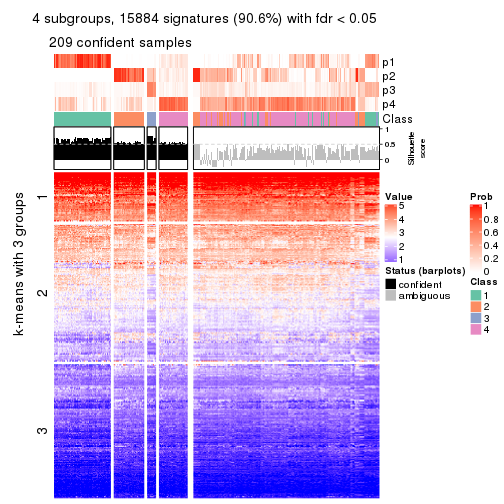 4 subgroups, 15884 signatures (90.6%) with fdr < 0.05
209 confident samples
p1
p2
p3
p4
Class
1
0.5
0
Silhouette
score
k-means with 3 groups
1
2
3
Value
5
4
3
2
1
Status (barplots)
confident
ambiguous
Prob
1
0.8
0.6
0.4
0.2
0
Class
1
2
3
4